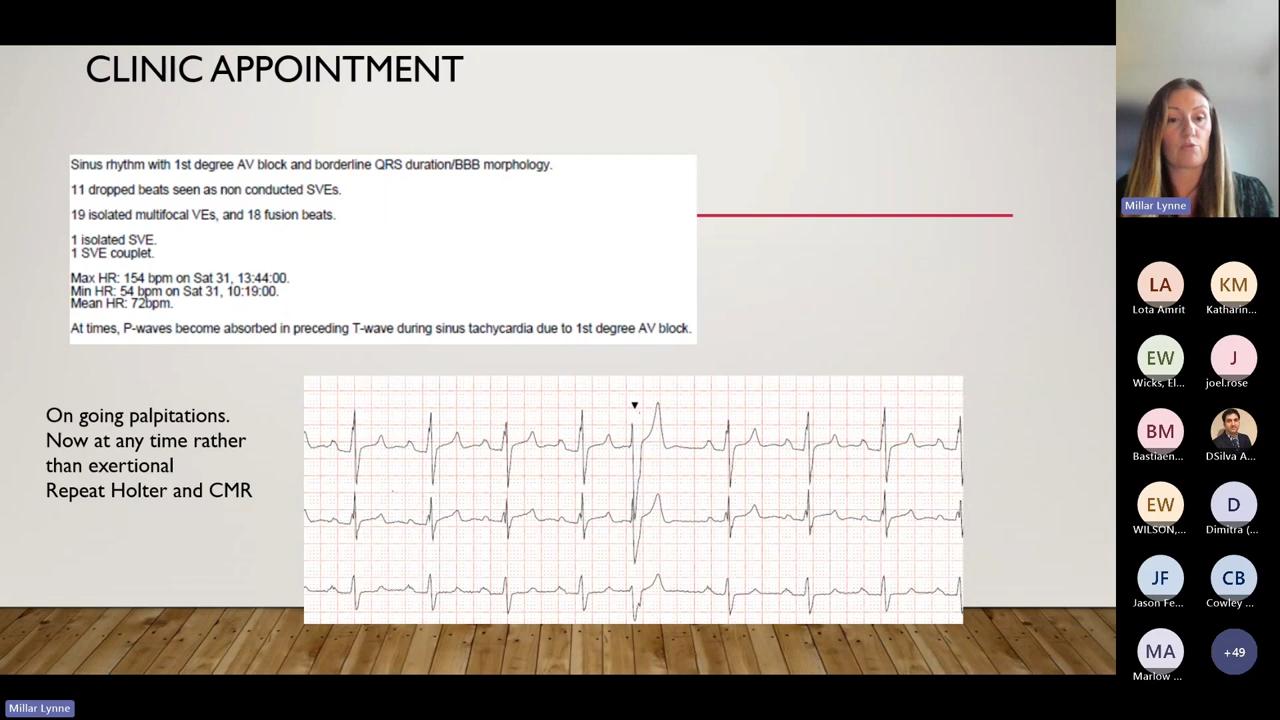 CLINIC APPOINTMENT
Sinus rhythm with 1st degree AV block and borderline QRS duration/BBB morphology.
11 dropped beats seen as non conducted SVEs.
19 isolated multifocal VEs, and 18 fusion beats.
1 isolated SVE.
1 SVE couplet.
Max HR: 154 bpm on Sat 31, 13:44:00.
Min HR: 54 bpm on Sat 31, 10:19:00.
Mean HR: 72bpm.
At times, P-waves become absorbed in preceding T-wave during sinus tachycardia due to 1st degree AV block.
On going palpitations.
Now at any time rather
than exertional
Repeat Holter and CMR
Millar Lynne
LA
Lota Amrit
KM
Katharin...
EW
Wicks, El...
J
joel.rose
BM
Bastiaen...
DSilva A...
EW
WILSON,...
D
Dimitra (...
JF
Jason Fe...
CB
Cowley ...
MA
Marlow ...
+49
Millar Lynne